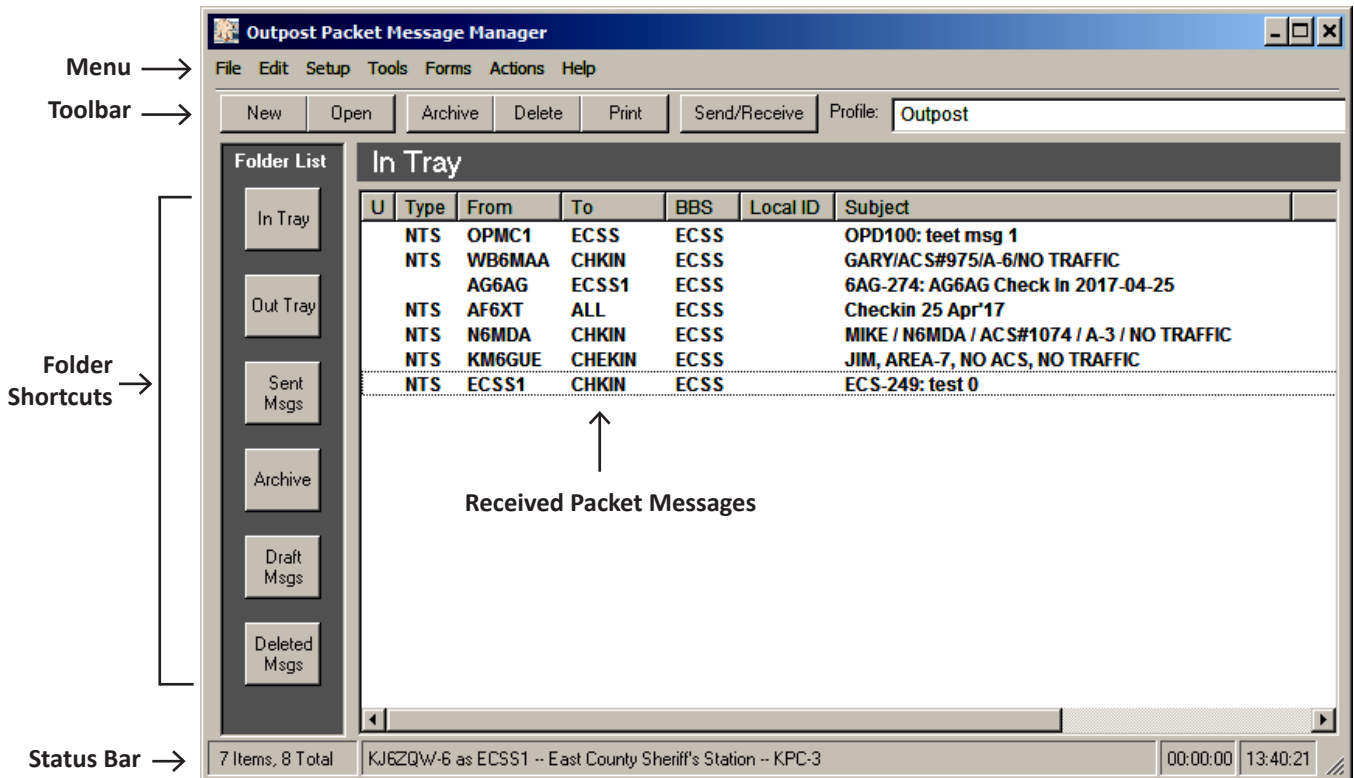 Outpost Packet Message Manager
Menu
File Edit Setup Tools Forms Actions Help
Toolbar
New Open Archive Delete Print Send/Receive Profile: Outpost
Folder List
In Tray
Folder Shortcuts
In Tray
Out Tray
Sent Msgs
Archive
Draft Msgs
Deleted Msgs
U Type From To BBS Local ID Subject
NTS OPMC1 ECSS ECSS OPD100: teet msg 1
NTS WB6MAA CHKIN ECSS GARY/ACS#975/A-6/NO TRAFFIC
AG6AG ECSS1 ECSS 6AG-274: AG6AG Check In 2017-04-25
NTS AF6XT ALL ECSS Checkin 25 Apr'17
NTS N6MDA CHKIN ECSS MIKE / N6MDA / ACS#1074 / A-3 / NO TRAFFIC
NTS KM6GUE CHEKIN ECSS JIM, AREA-7, NO ACS, NO TRAFFIC
NTS ECSS1 CHKIN ECSS ECS-249: test 0
Received Packet Messages
Status Bar
7 Items, 8 Total KJ6ZQW-6 as ECSS1 -- East County Sheriff's Station -- KPC-3 00:00:00 13:40:21